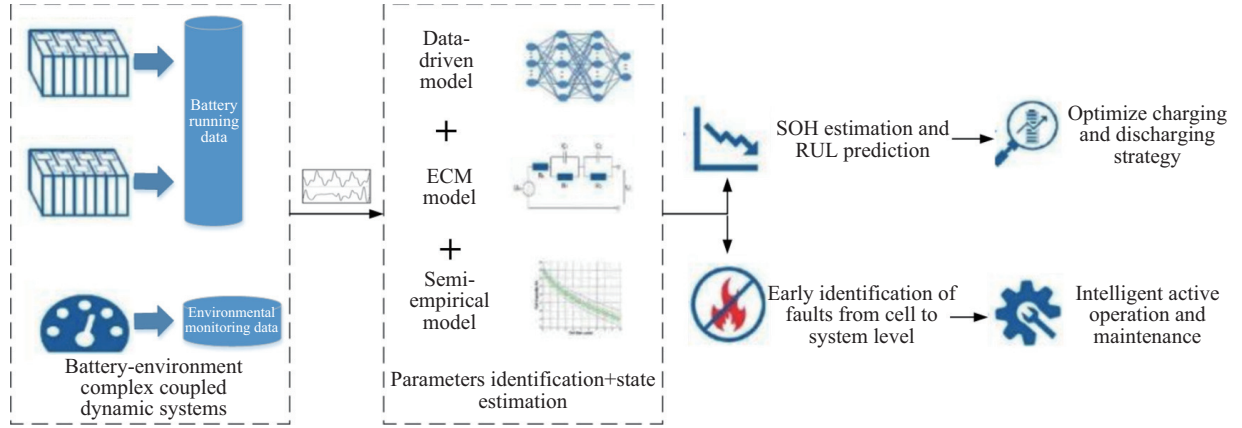 Battery
running
data
Environmental
monitoring data
Battery-environment
complex coupled
dynamic systems
Data-
driven
model
+
ECM
model
+
Semi-
empirical
model
Parameters identification+state
estimation
SOH estimation and
RUL prediction
Optimize charging
and discharging
strategy
Early identification of
faults from cell to
system level
Intelligent active
operation and
maintenance